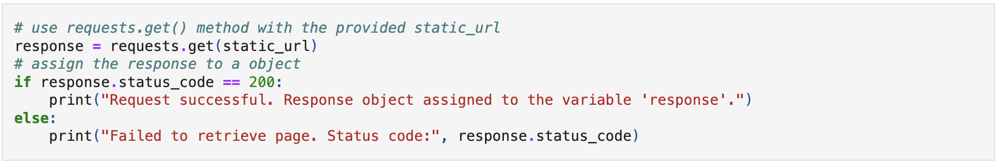 # use requests.get() method with the provided static_url
response = requests.get(static_url)
# assign the response to a object
if response.status_code == 200:
    print("Request successful. Response object assigned to the variable 'response'.")
else:
    print("Failed to retrieve page. Status code:", response.status_code)